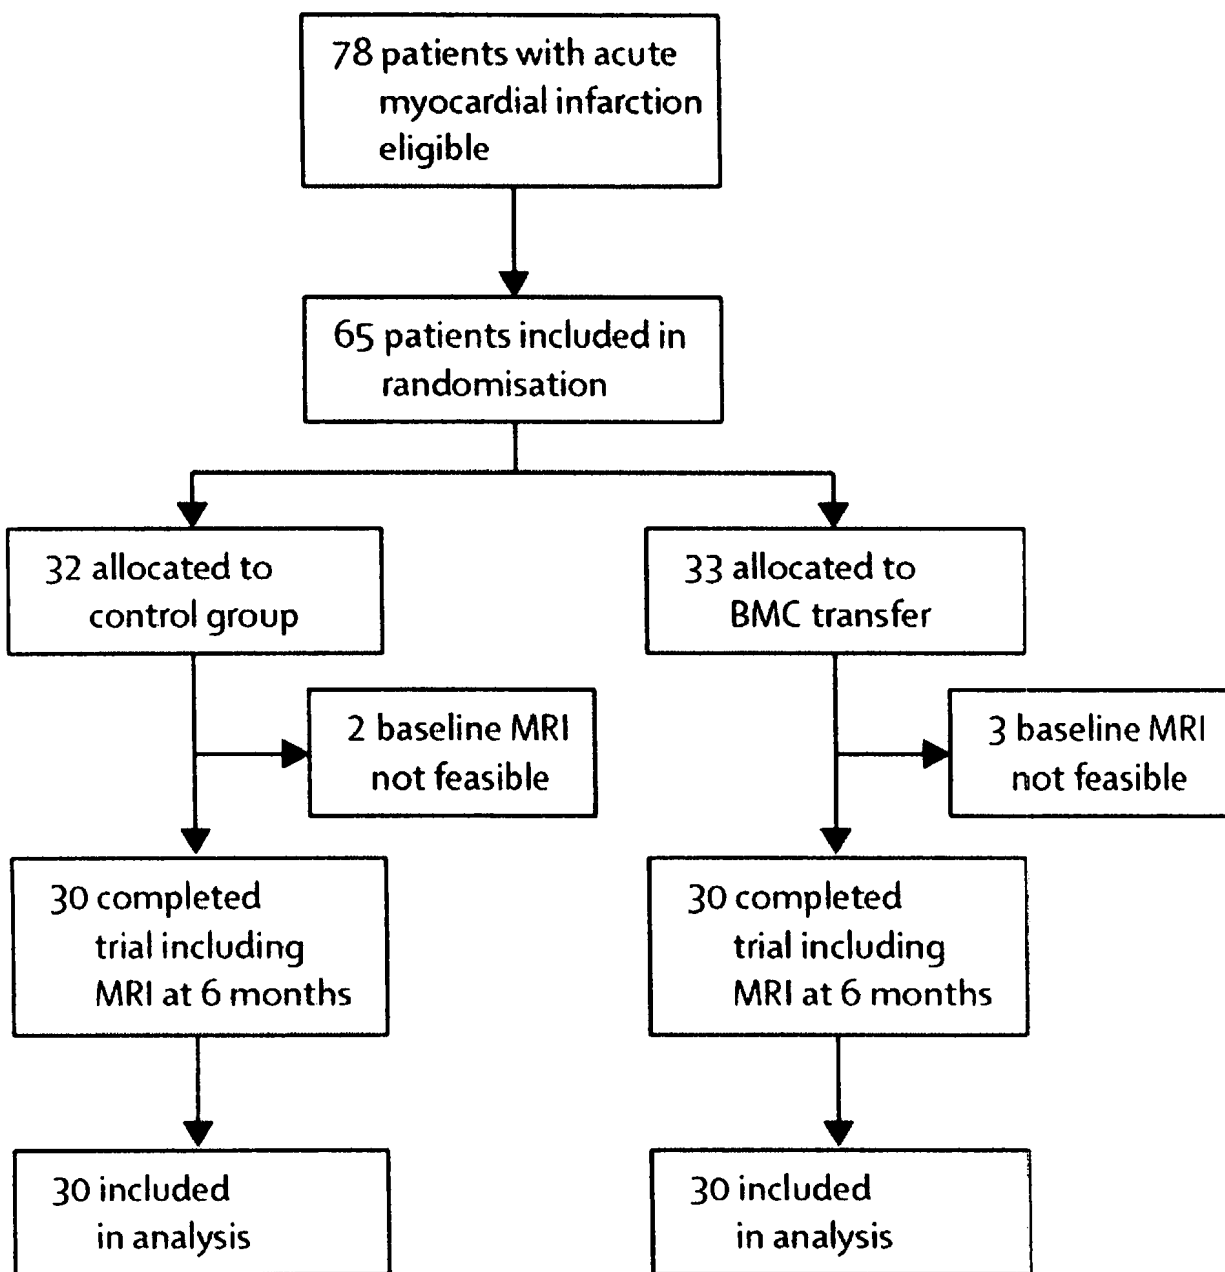 78 patients with acute
myocardial infarction
eligible
65 patients included in
randomisation
32 allocated to
control group
33 allocated to
BMC transfer
2 baseline MRI
not feasible
3 baseline MRI
not feasible
30 completed
trial including
MRI at 6 months
30 completed
trial including
MRI at 6 months
30 included
in analysis
30 included
in analysis